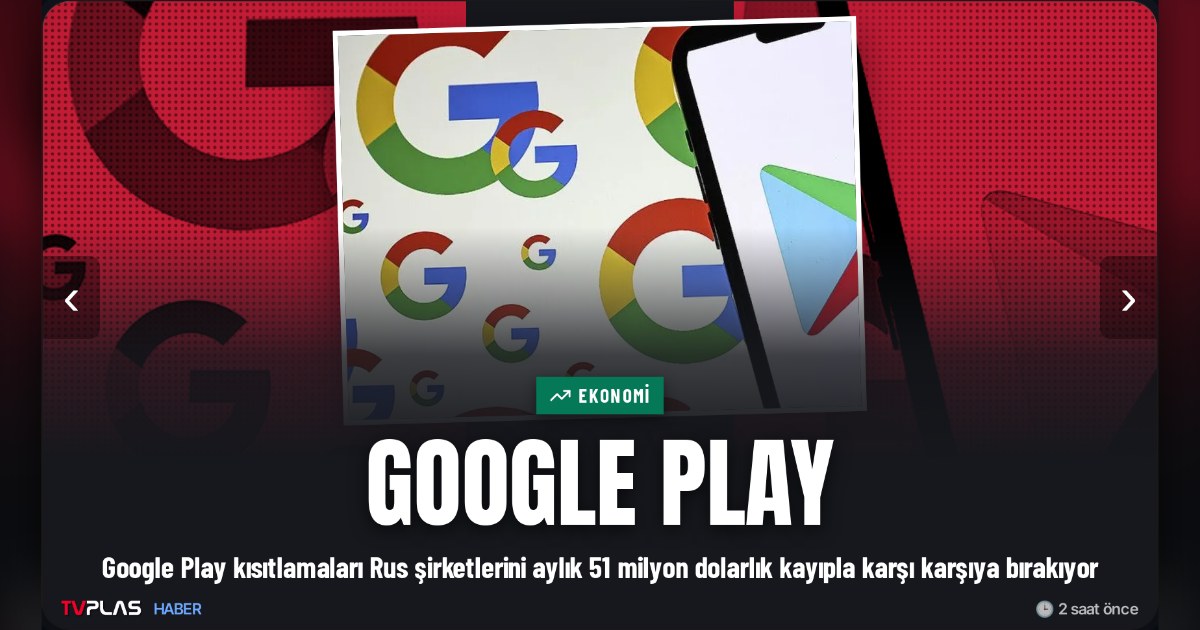 EKONOMİ
GOOGLE PLAY
Google Play kısıtlamaları Rus şirketlerini aylık 51 milyon dolarlık kayıpla karşı karşıya bırakıyor
TVPLAS HABER
2 saat önce